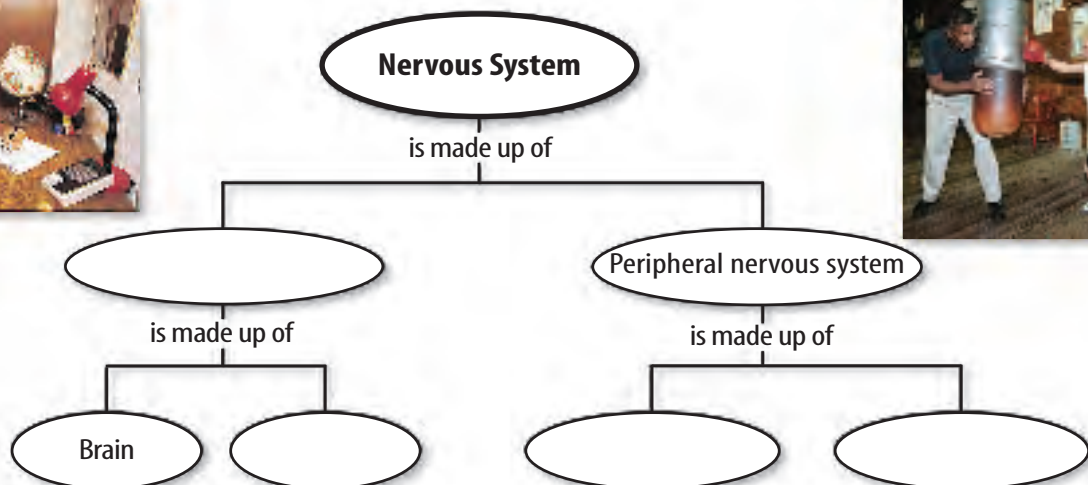 Nervous System
is made up of
Peripheral nervous system
is made up of
is made up of
Brain